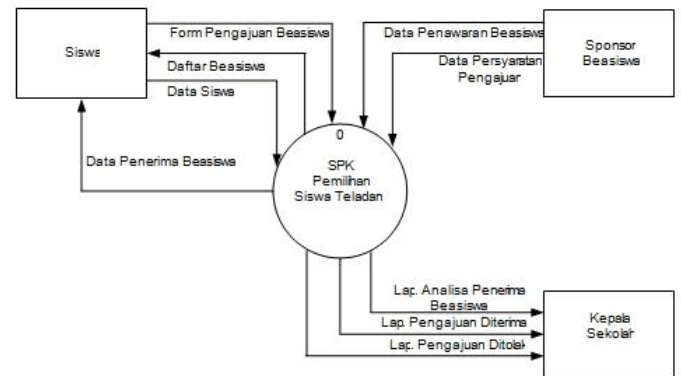 Siswa
Form Pengajuan Beasiswa
Daftar Beasiswa
Data Siswa
Data Penerima Beasiswa
Data Penawaran Beasiswa
Data Persyaratan
Pengajuan
Sponsor
Beasiswa
0
SPK
Pemilihan
Siswa Teladan
Lap. Analisa Penerima
Beasiswa
Lap. Pengajuan Diterima
Lap. Pengajuan Ditolak
Kepala
Sekolah